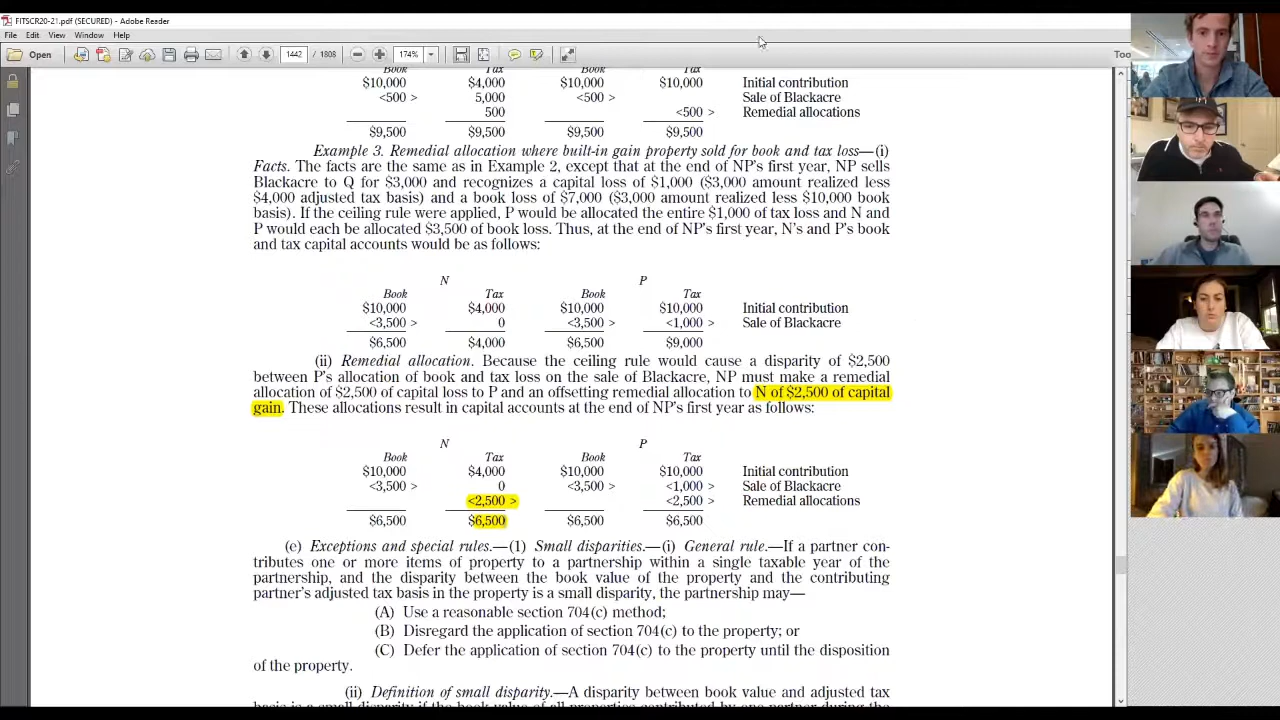 FITSCR20-21.pdf (SECURED) - Adobe Reader
File Edit View Window Help
Open 1442 / 1808 174% Too
Book Tax Book Tax
$10,000 $4,000 $10,000 $10,000 Initial contribution
<500 > 5,000 <500 > Sale of Blackacre
500 <500 > Remedial allocations
$9,500 $9,500 $9,500 $9,500
Example 3. Remedial allocation where built-in gain property sold for book and tax loss—(i)
Facts. The facts are the same as in Example 2, except that at the end of NP's first year, NP sells
Blackacre to Q for $3,000 and recognizes a capital loss of $1,000 ($3,000 amount realized less
$4,000 adjusted tax basis) and a book loss of $7,000 ($3,000 amount realized less $10,000 book
basis). If the ceiling rule were applied, P would be allocated the entire $1,000 of tax loss and N and
P would each be allocated $3,500 of book loss. Thus, at the end of NP's first year, N's and P's book
and tax capital accounts would be as follows:
N P
Book Tax Book Tax
$10,000 $4,000 $10,000 $10,000 Initial contribution
<3,500 > 0 <3,500 > <1,000 > Sale of Blackacre
$6,500 $4,000 $6,500 $9,000
(ii) Remedial allocation. Because the ceiling rule would cause a disparity of $2,500
between P's allocation of book and tax loss on the sale of Blackacre, NP must make a remedial
allocation of $2,500 of capital loss to P and an offsetting remedial allocation to N of $2,500 of capital
gain. These allocations result in capital accounts at the end of NP's first year as follows:
N P
Book Tax Book Tax
$10,000 $4,000 $10,000 $10,000 Initial contribution
<3,500 > 0 <3,500 > <1,000 > Sale of Blackacre
<2,500 > <2,500 > Remedial allocations
$6,500 $6,500 $6,500 $6,500
(e) Exceptions and special rules.—(1) Small disparities.—(i) General rule.—If a partner con-
tributes one or more items of property to a partnership within a single taxable year of the
partnership, and the disparity between the book value of the property and the contributing
partner's adjusted tax basis in the property is a small disparity, the partnership may—
(A) Use a reasonable section 704(c) method;
(B) Disregard the application of section 704(c) to the property; or
(C) Defer the application of section 704(c) to the property until the disposition
of the property.
(ii) Definition of small disparity.—A disparity between book value and adjusted tax
basis is a small disparity if the book value of all properties contributed by one partner during the